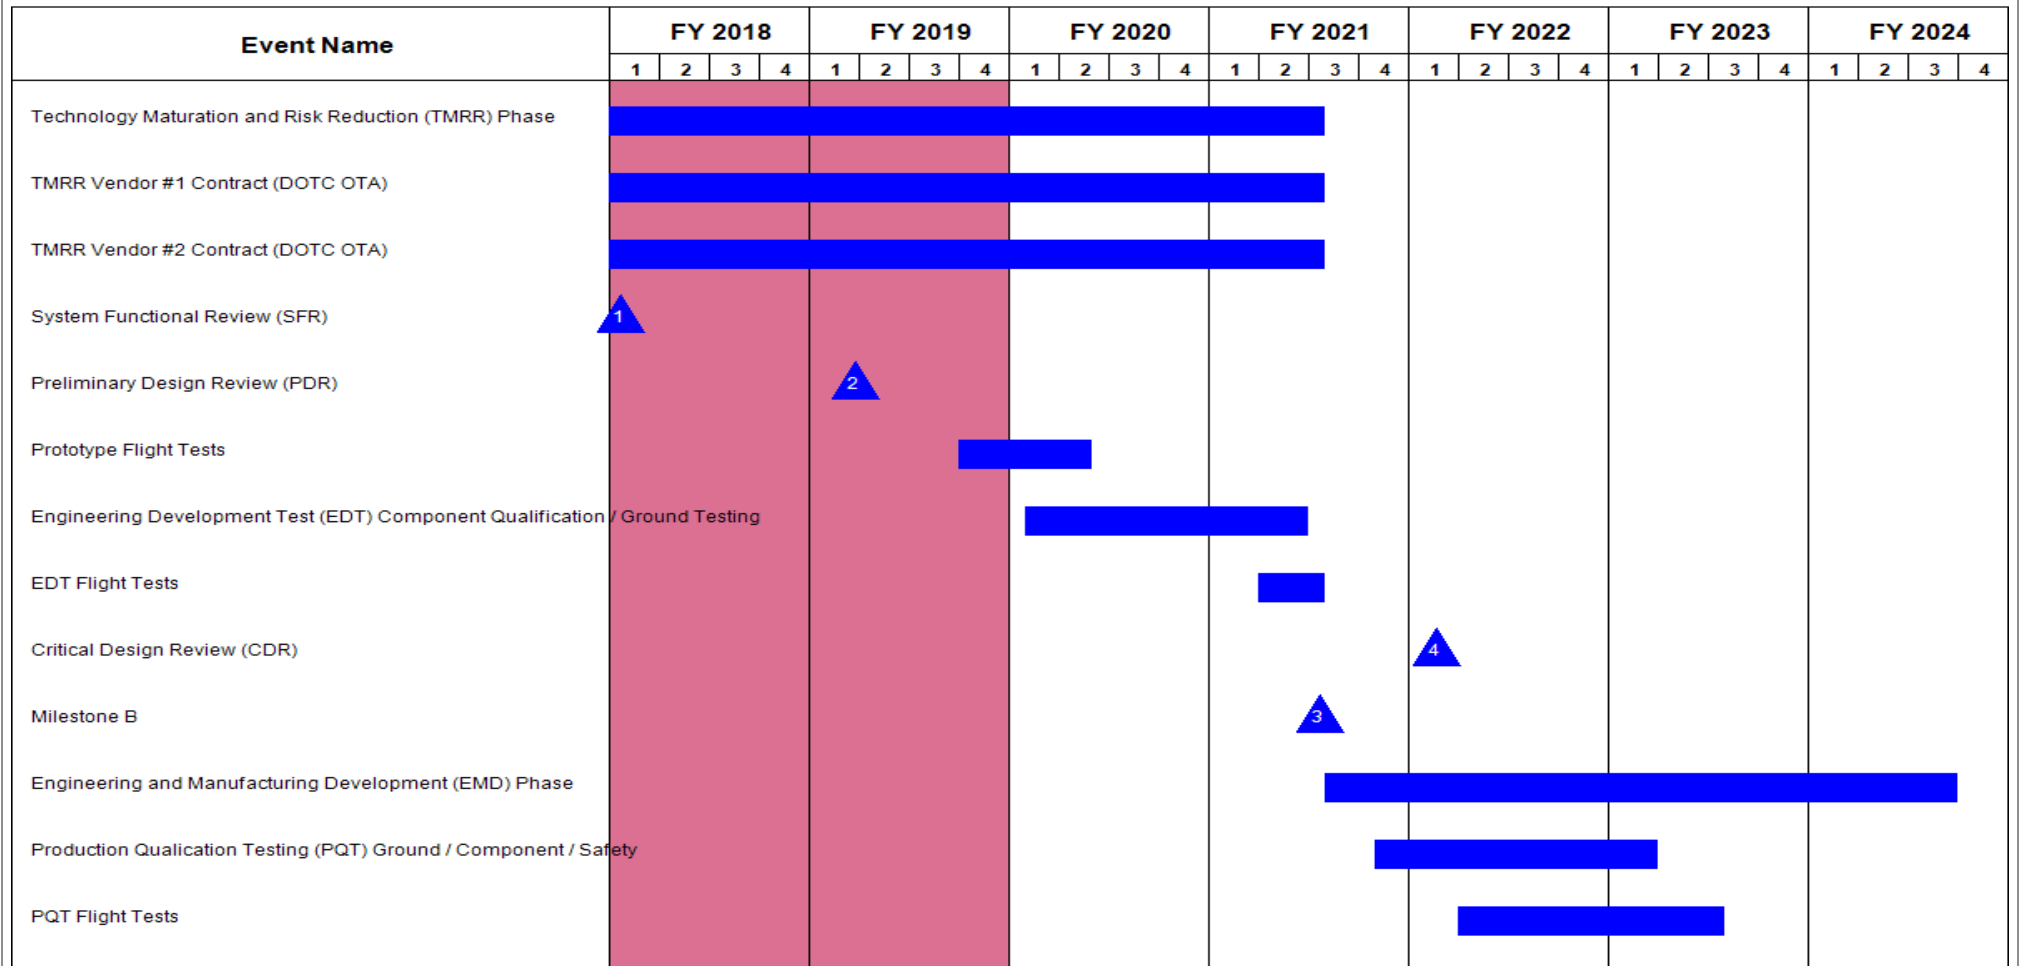 Event Name
FY 2018 FY 2019 FY 2020 FY 2021 FY 2022 FY 2023 FY 2024
1 2 3 4 1 2 3 4 1 2 3 4 1 2 3 4 1 2 3 4 1 2 3 4 1 2 3 4
Technology Maturation and Risk Reduction (TMRR) Phase
TMRR Vendor #1 Contract (DOTC OTA)
TMRR Vendor #2 Contract (DOTC OTA)
System Functional Review (SFR) 1
Preliminary Design Review (PDR) 2
Prototype Flight Tests
Engineering Development Test (EDT) Component Qualification / Ground Testing
EDT Flight Tests
Critical Design Review (CDR) 4
Milestone B 3
Engineering and Manufacturing Development (EMD) Phase
Production Qualication Testing (PQT) Ground / Component / Safety
PQT Flight Tests